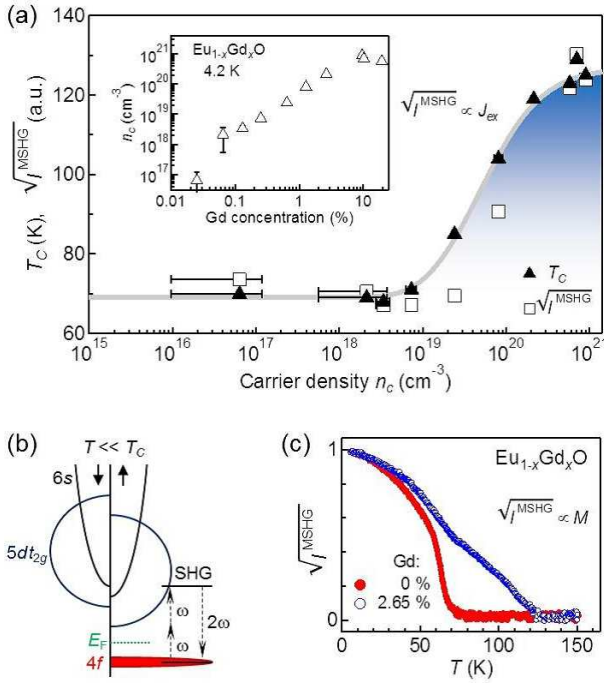 (a)
140
120
100
80
60
T_C (K), √I^MSHG (a.u.)
Eu1-xGdxO
4.2 K
10^21
10^20
10^19
10^18
10^17
n_c (cm^-3)
0.01 0.1 1 10
Gd concentration (%)
√I^MSHG ∝ J_ex
T_C
√I^MSHG
10^15 10^16 10^17 10^18 10^19 10^20 10^21
Carrier density n_c (cm^-3)
(b)
T << T_C
6s
5dt2g
SHG
ω
2ω
E_F
ω
4f
(c)
1
0.5
0
√I^MSHG
Eu1-xGdxO
√I^MSHG ∝ M
Gd:
0 %
2.65 %
0 50 100 150
T (K)